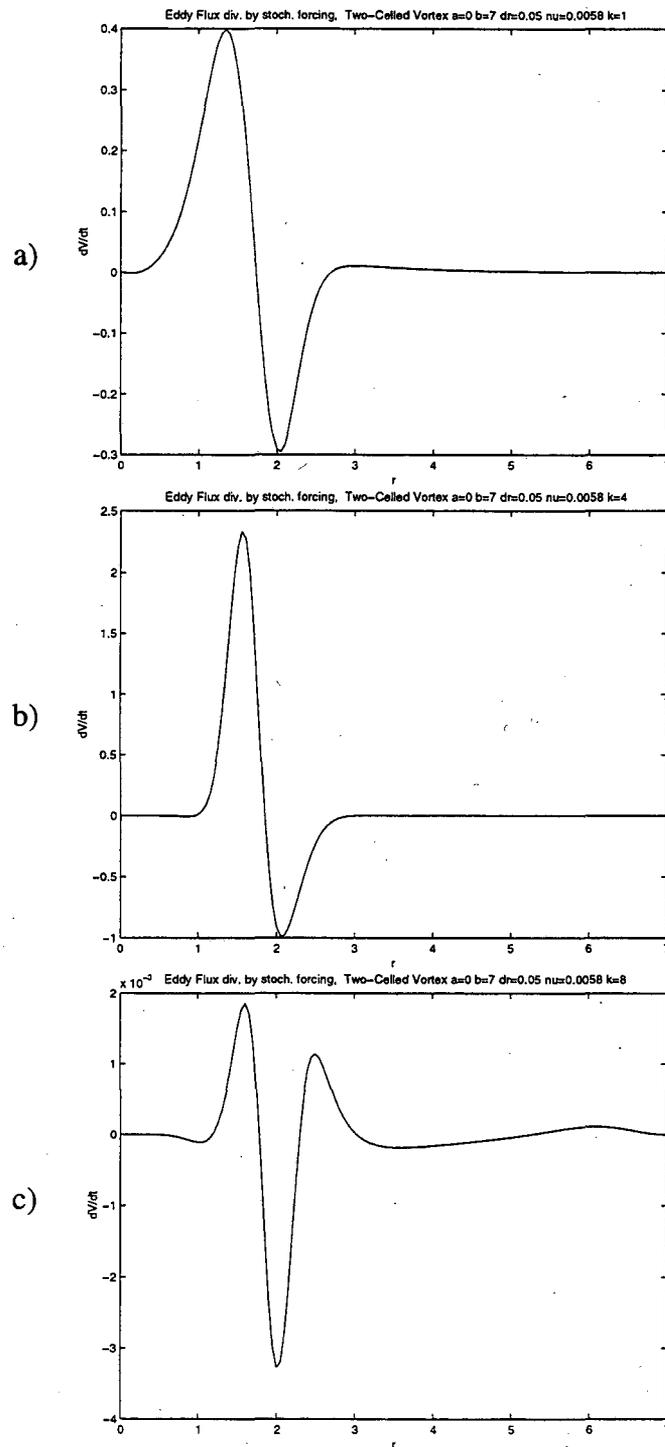 Eddy Flux div. by stoch. forcing, Two-Celled Vortex a=0 b=7 dr=0.05 nu=0.0058 k=1
0.4
0.3
0.2
0.1
0
-0.1
-0.2
-0.3
dV/dt
a)
0 1 2 3 4 5 6 7
r
Eddy Flux div. by stoch. forcing, Two-Celled Vortex a=0 b=7 dr=0.05 nu=0.0058 k=4
2.5
2
1.5
1
0.5
0
-0.5
-1
dV/dt
b)
0 1 2 3 4 5 6 7
r
x 10^-3
Eddy Flux div. by stoch. forcing, Two-Celled Vortex a=0 b=7 dr=0.05 nu=0.0058 k=8
2
1
0
-1
-2
-3
-4
dV/dt
c)
0 1 2 3 4 5 6 7
r